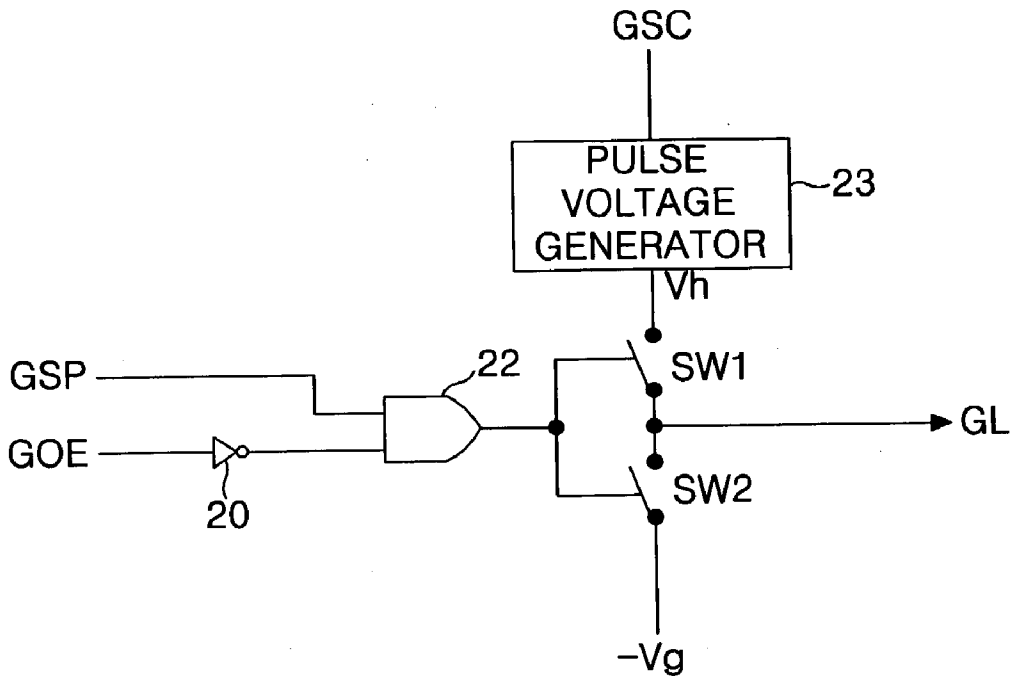 GSC
PULSE
VOLTAGE
GENERATOR
23
Vh
GSP
22
SW1
GL
GOE
20
SW2
–Vg